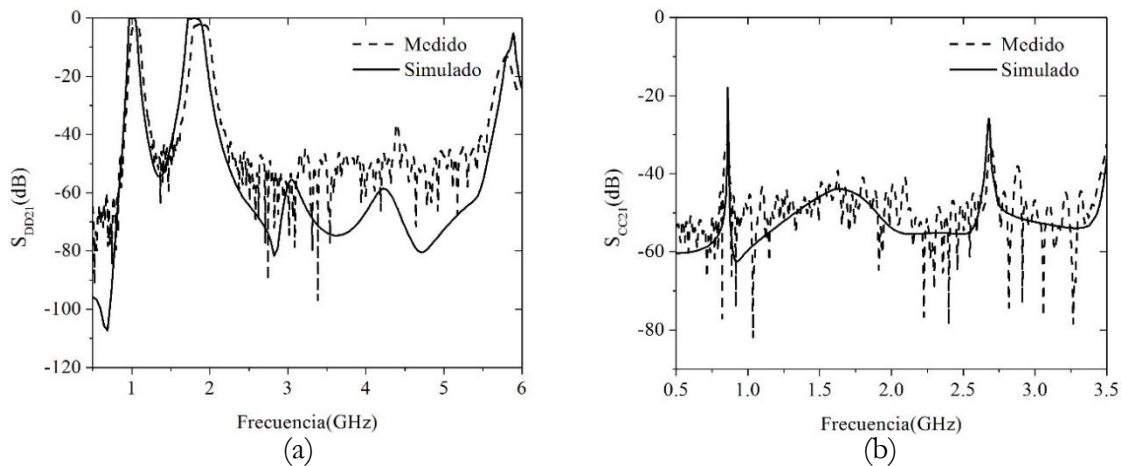 0
-20
-40
-60
-80
-100
-120
S_DD21 (dB)
Medido
Simulado
1 2 3 4 5 6
Frecuencia(GHz)
(a)
0
-20
-40
-60
-80
S_CC21 (dB)
Medido
Simulado
0.5 1.0 1.5 2.0 2.5 3.0 3.5
Frecuencia(GHz)
(b)